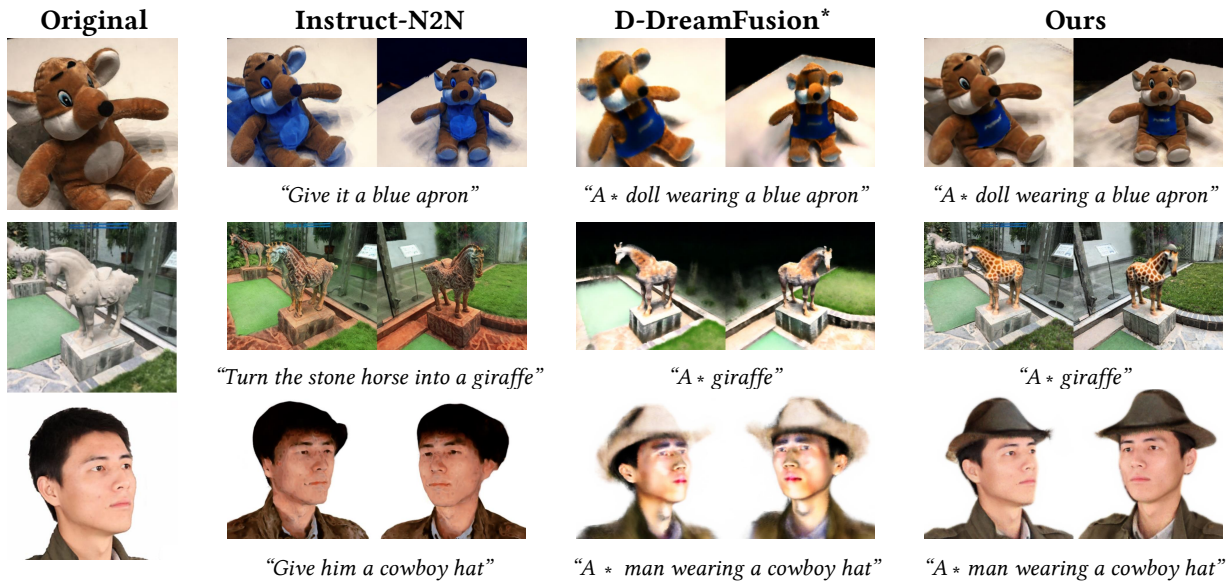 Original Instruct-N2N D-DreamFusion* Ours
“Give it a blue apron” “A * doll wearing a blue apron” “A * doll wearing a blue apron”
“Turn the stone horse into a giraffe” “A * giraffe” “A * giraffe”
“Give him a cowboy hat” “A * man wearing a cowboy hat” “A * man wearing a cowboy hat”